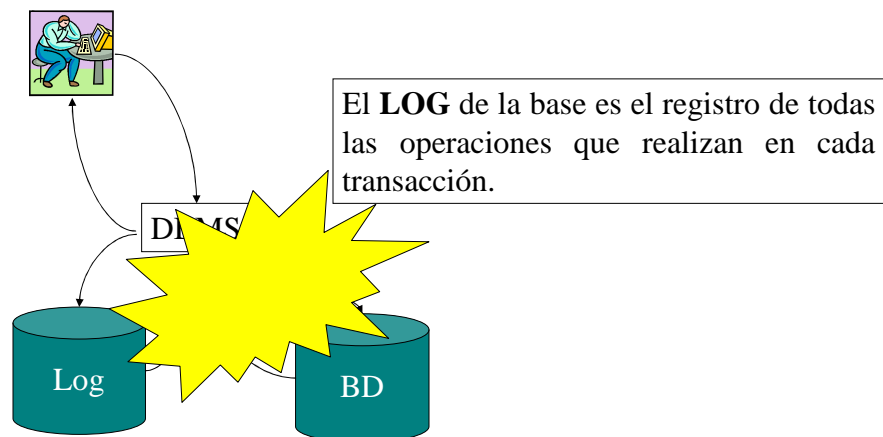 El LOG de la base es el registro de todas
las operaciones que realizan en cada
transacción.
Log
BD